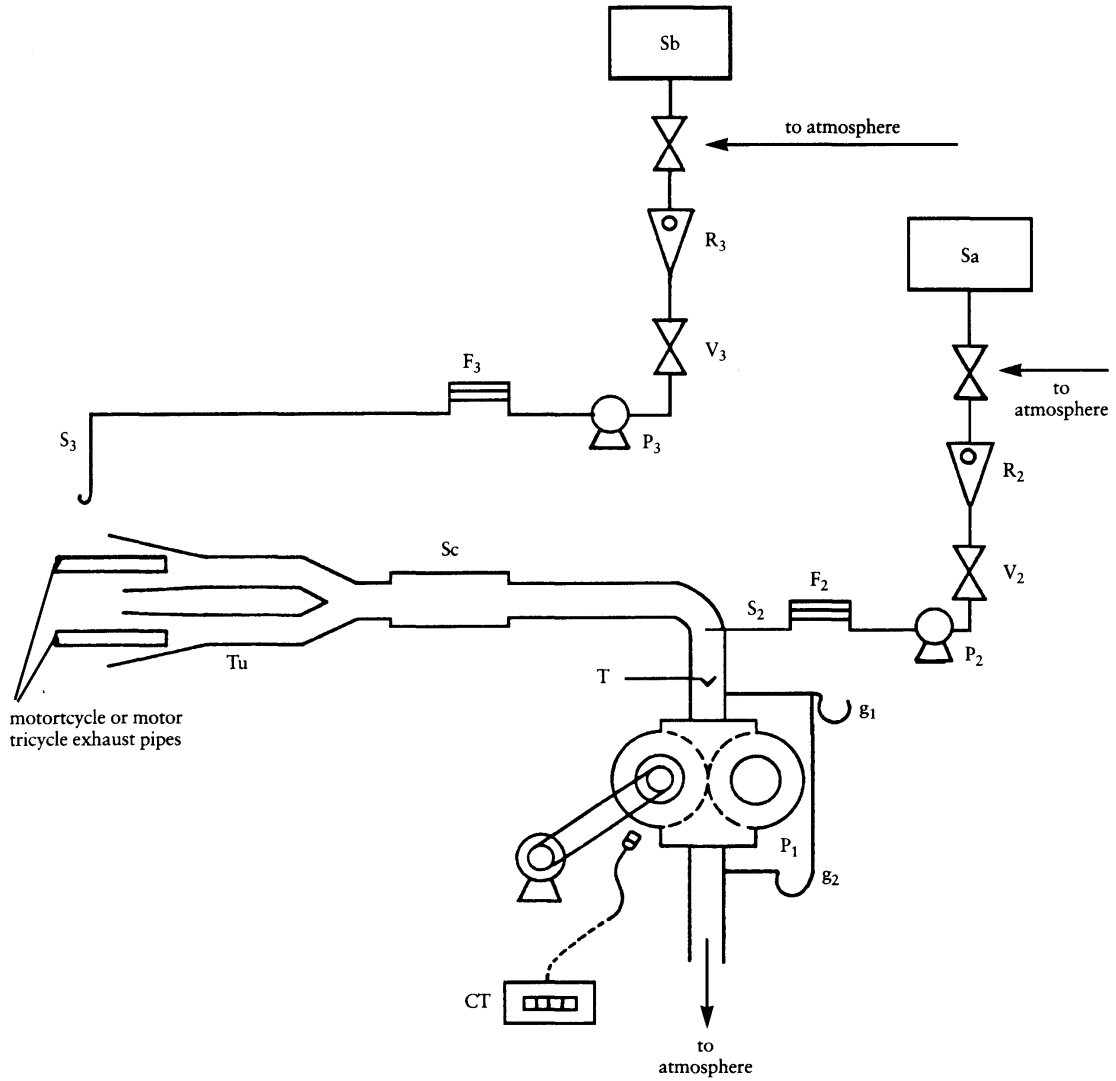 Sb
to atmosphere
R3
Sa
V3
F3
to
atmosphere
S3
P3
R2
Sc
V2
F2
S2
Tu
P2
T
g1
motortcycle or motor
tricycle exhaust pipes
P1
g2
CT
to
atmosphere